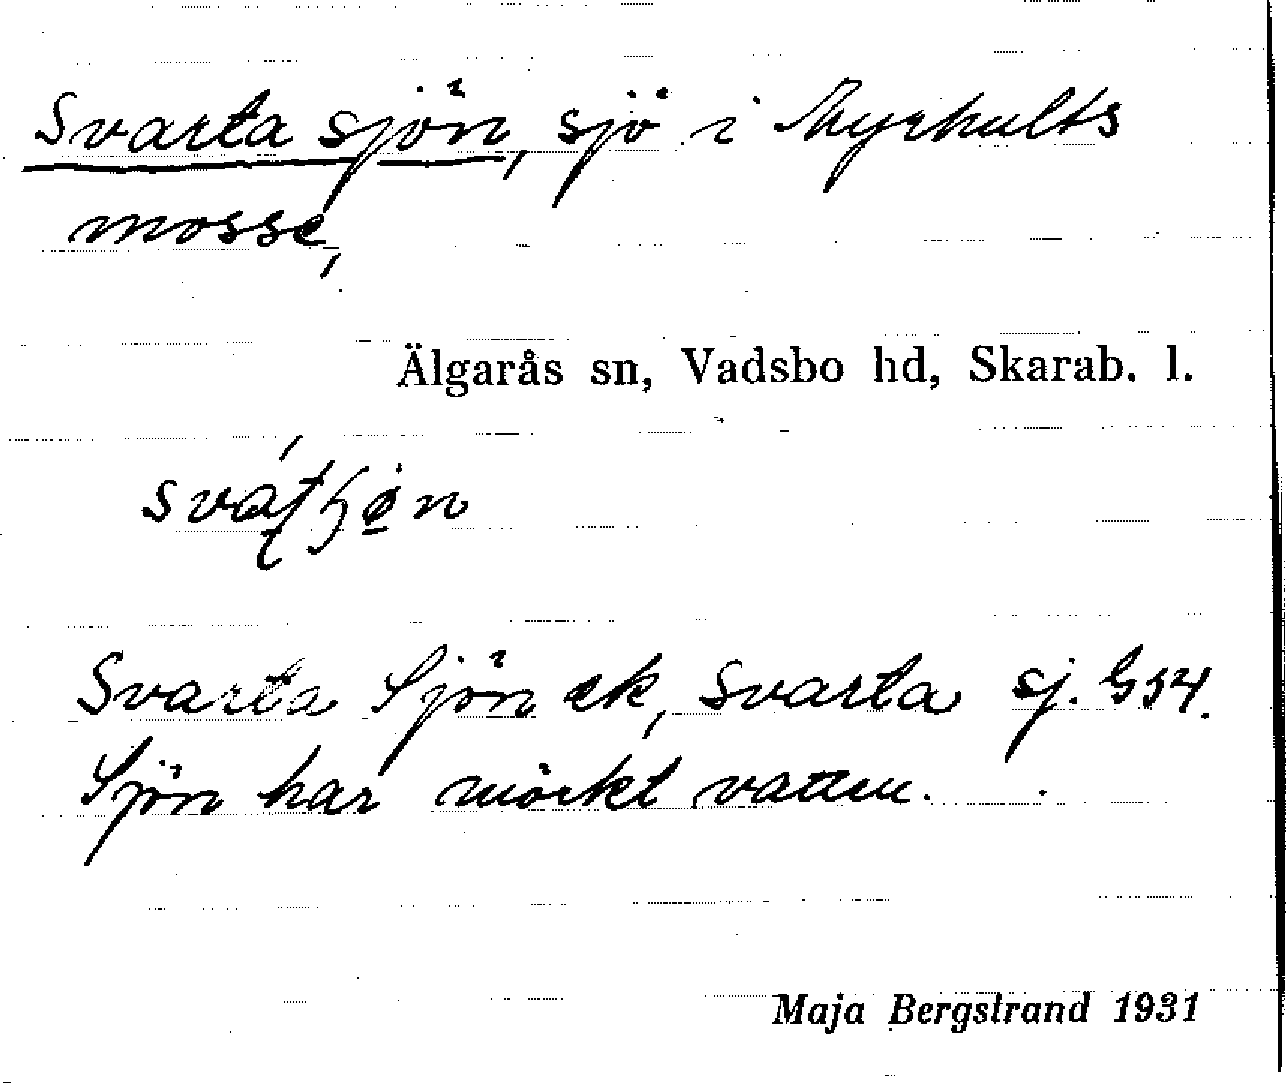 Svarta sjön, sjö i Myrhults
mosse,
Älgarås sn, Vadsbo hd, Skarab. l.
Svarta Sjön ek, Svarta sj. G54.
Sjön har mörkt vatten.
Maja Bergstrand 1931